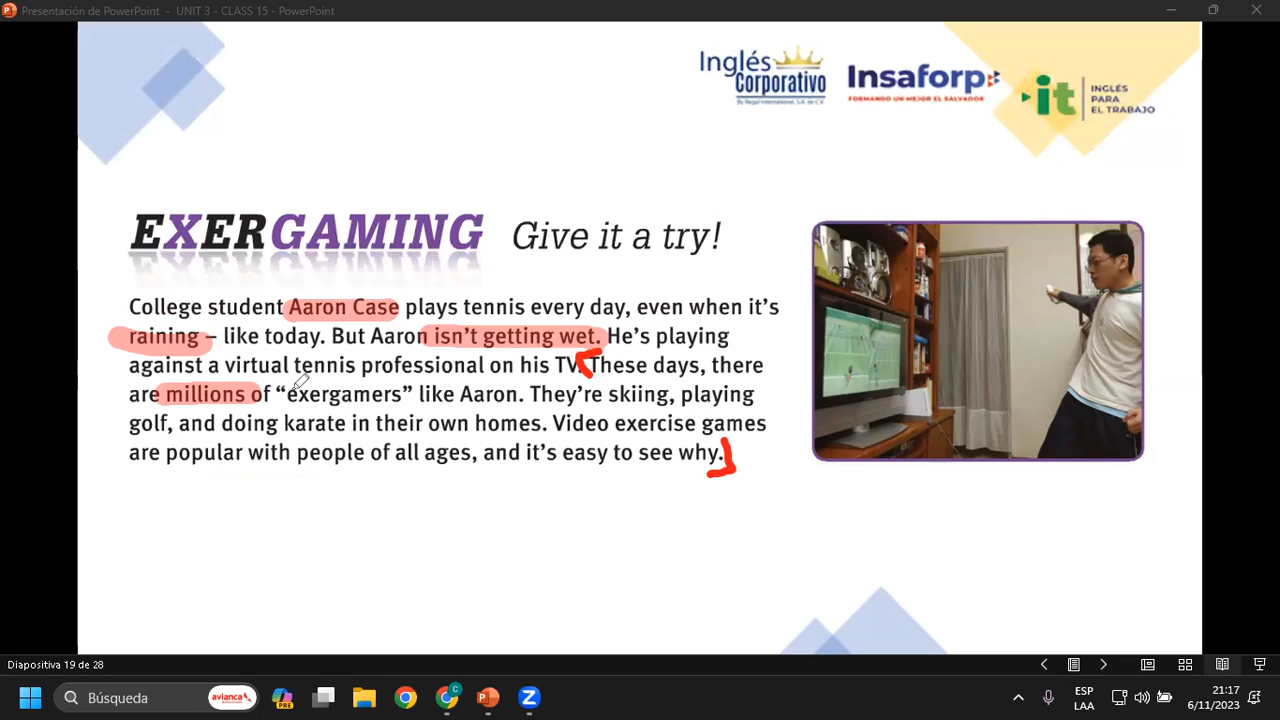 Presentación de PowerPoint - UNIT 3 - CLASS 15 - PowerPoint
Inglés
Corporativo
By Regal International, S.A. de C.V.
Insaforp
FORMANDO UN MEJOR EL SALVADOR
it
INGLÉS
PARA
EL TRABAJO
EXERGAMING Give it a try!
College student Aaron Case plays tennis every day, even when it's
raining – like today. But Aaron isn't getting wet. He's playing
against a virtual tennis professional on his TV. These days, there
are millions of “exergamers” like Aaron. They're skiing, playing
golf, and doing karate in their own homes. Video exercise games
are popular with people of all ages, and it's easy to see why.
Diapositiva 19 de 28
Búsqueda
avianca
PRE
C
ESP
LAA
21:17
6/11/2023